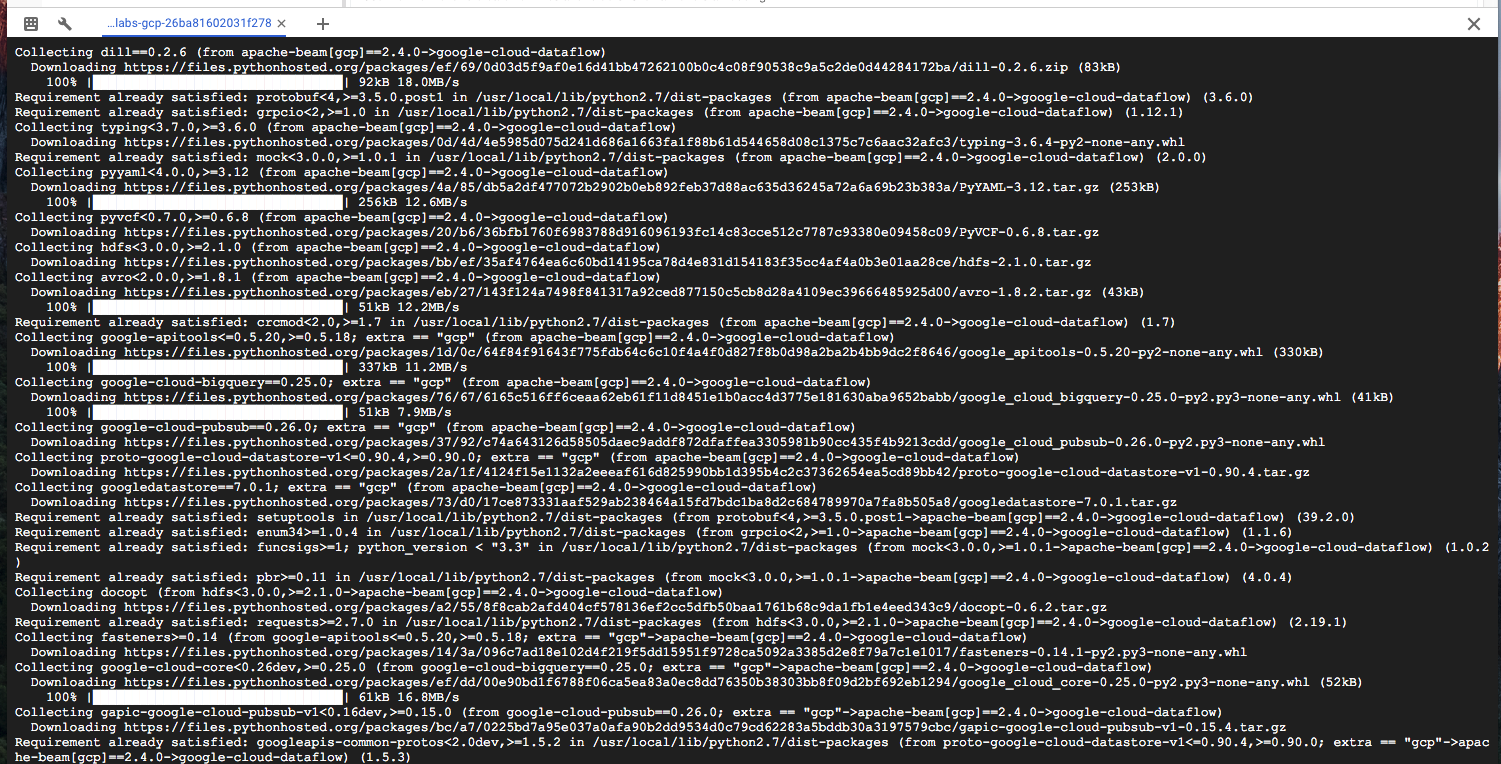 ...labs-gcp-26ba81602031f278
Collecting dill==0.2.6 (from apache-beam[gcp]==2.4.0->google-cloud-dataflow)
Downloading https://files.pythonhosted.org/packages/ef/69/0d03d5f9af0e16d41bb47262100b0c4c08f90538c9a5c2de0d44284172ba/dill-0.2.6.zip (83kB)
100% || 92kB 18.0MB/s
Requirement already satisfied: protobuf<4,>=3.5.0.post1 in /usr/local/lib/python2.7/dist-packages (from apache-beam[gcp]==2.4.0->google-cloud-dataflow) (3.6.0)
Requirement already satisfied: grpcio<2,>=1.0 in /usr/local/lib/python2.7/dist-packages (from apache-beam[gcp]==2.4.0->google-cloud-dataflow) (1.12.1)
Collecting typing<3.7.0,>=3.6.0 (from apache-beam[gcp]==2.4.0->google-cloud-dataflow)
Downloading https://files.pythonhosted.org/packages/0d/4d/4e5985d075d241d686a1663fa1f88b61d544658d08c1375c7c6aac32afc3/typing-3.6.4-py2-none-any.whl
Requirement already satisfied: mock<3.0.0,>=1.0.1 in /usr/local/lib/python2.7/dist-packages (from apache-beam[gcp]==2.4.0->google-cloud-dataflow) (2.0.0)
Collecting pyyaml<4.0.0,>=3.12 (from apache-beam[gcp]==2.4.0->google-cloud-dataflow)
Downloading https://files.pythonhosted.org/packages/4a/85/db5a2df477072b2902b0eb892feb37d88ac635d36245a72a6a69b23b383a/PyYAML-3.12.tar.gz (253kB)
100% || 256kB 12.6MB/s
Collecting pyvcf<0.7.0,>=0.6.8 (from apache-beam[gcp]==2.4.0->google-cloud-dataflow)
Downloading https://files.pythonhosted.org/packages/20/b6/36bfb1760f6983788d916096193fc14c83cce512c7787c93380e09458c09/PyVCF-0.6.8.tar.gz
Collecting hdfs<3.0.0,>=2.1.0 (from apache-beam[gcp]==2.4.0->google-cloud-dataflow)
Downloading https://files.pythonhosted.org/packages/bb/ef/35af4764ea6c60bd14195ca78d4e831d154183f35cc4af4a0b3e01aa28ce/hdfs-2.1.0.tar.gz
Collecting avro<2.0.0,>=1.8.1 (from apache-beam[gcp]==2.4.0->google-cloud-dataflow)
Downloading https://files.pythonhosted.org/packages/eb/27/143f124a7498f841317a92ced877150c5cb8d28a4109ec39666485925d00/avro-1.8.2.tar.gz (43kB)
100% || 51kB 12.2MB/s
Requirement already satisfied: crcmod<2.0,>=1.7 in /usr/local/lib/python2.7/dist-packages (from apache-beam[gcp]==2.4.0->google-cloud-dataflow) (1.7)
Collecting google-apitools<=0.5.20,>=0.5.18; extra == "gcp" (from apache-beam[gcp]==2.4.0->google-cloud-dataflow)
Downloading https://files.pythonhosted.org/packages/1d/0c/64f84f91643f775fdb64c6c10f4a4f0d827f8b0d98a2ba2b4bb9dc2f8646/google_apitools-0.5.20-py2-none-any.whl (330kB)
100% || 337kB 11.2MB/s
Collecting google-cloud-bigquery==0.25.0; extra == "gcp" (from apache-beam[gcp]==2.4.0->google-cloud-dataflow)
Downloading https://files.pythonhosted.org/packages/76/67/6165c516ff6ceaa62eb61f11d8451e1b0acc4d3775e181630aba9652babb/google_cloud_bigquery-0.25.0-py2.py3-none-any.whl (41kB)
100% || 51kB 7.9MB/s
Collecting google-cloud-pubsub==0.26.0; extra == "gcp" (from apache-beam[gcp]==2.4.0->google-cloud-dataflow)
Downloading https://files.pythonhosted.org/packages/37/92/c74a643126d58505daec9addf872dfaffea3305981b90cc435f4b9213cdd/google_cloud_pubsub-0.26.0-py2.py3-none-any.whl
Collecting proto-google-cloud-datastore-v1<=0.90.4,>=0.90.0; extra == "gcp" (from apache-beam[gcp]==2.4.0->google-cloud-dataflow)
Downloading https://files.pythonhosted.org/packages/2a/1f/4124f15e1132a2eeeaf616d825990bb1d395b4c2c37362654ea5cd89bb42/proto-google-cloud-datastore-v1-0.90.4.tar.gz
Collecting googledatastore==7.0.1; extra == "gcp" (from apache-beam[gcp]==2.4.0->google-cloud-dataflow)
Downloading https://files.pythonhosted.org/packages/73/d0/17ce873331aaf529ab238464a15fd7bdc1ba8d2c684789970a7fa8b505a8/googledatastore-7.0.1.tar.gz
Requirement already satisfied: setuptools in /usr/local/lib/python2.7/dist-packages (from protobuf<4,>=3.5.0.post1->apache-beam[gcp]==2.4.0->google-cloud-dataflow) (39.2.0)
Requirement already satisfied: enum34>=1.0.4 in /usr/local/lib/python2.7/dist-packages (from grpcio<2,>=1.0->apache-beam[gcp]==2.4.0->google-cloud-dataflow) (1.1.6)
Requirement already satisfied: funcsigs>=1; python_version < "3.3" in /usr/local/lib/python2.7/dist-packages (from mock<3.0.0,>=1.0.1->apache-beam[gcp]==2.4.0->google-cloud-dataflow) (1.0.2
)
Requirement already satisfied: pbr>=0.11 in /usr/local/lib/python2.7/dist-packages (from mock<3.0.0,>=1.0.1->apache-beam[gcp]==2.4.0->google-cloud-dataflow) (4.0.4)
Collecting docopt (from hdfs<3.0.0,>=2.1.0->apache-beam[gcp]==2.4.0->google-cloud-dataflow)
Downloading https://files.pythonhosted.org/packages/a2/55/8f8cab2afd404cf578136ef2cc5dfb50baa1761b68c9da1fb1e4eed343c9/docopt-0.6.2.tar.gz
Requirement already satisfied: requests>=2.7.0 in /usr/local/lib/python2.7/dist-packages (from hdfs<3.0.0,>=2.1.0->apache-beam[gcp]==2.4.0->google-cloud-dataflow) (2.19.1)
Collecting fasteners>=0.14 (from google-apitools<=0.5.20,>=0.5.18; extra == "gcp"->apache-beam[gcp]==2.4.0->google-cloud-dataflow)
Downloading https://files.pythonhosted.org/packages/14/3a/096c7ad18e102d4f219f5dd15951f9728ca5092a3385d2e8f79a7c1e1017/fasteners-0.14.1-py2.py3-none-any.whl
Collecting google-cloud-core<0.26dev,>=0.25.0 (from google-cloud-bigquery==0.25.0; extra == "gcp"->apache-beam[gcp]==2.4.0->google-cloud-dataflow)
Downloading https://files.pythonhosted.org/packages/ef/dd/00e90bd1f6788f06ca5ea83a0ec8dd76350b38303bb8f09d2bf692eb1294/google_cloud_core-0.25.0-py2.py3-none-any.whl (52kB)
100% || 61kB 16.8MB/s
Collecting gapic-google-cloud-pubsub-v1<0.16dev,>=0.15.0 (from google-cloud-pubsub==0.26.0; extra == "gcp"->apache-beam[gcp]==2.4.0->google-cloud-dataflow)
Downloading https://files.pythonhosted.org/packages/bc/a7/0225bd7a95e037a0afa90b2dd9534d0c79cd62283a5bddb30a3197579cbc/gapic-google-cloud-pubsub-v1-0.15.4.tar.gz
Requirement already satisfied: googleapis-common-protos<2.0dev,>=1.5.2 in /usr/local/lib/python2.7/dist-packages (from proto-google-cloud-datastore-v1<=0.90.4,>=0.90.0; extra == "gcp"->apac
he-beam[gcp]==2.4.0->google-cloud-dataflow) (1.5.3)